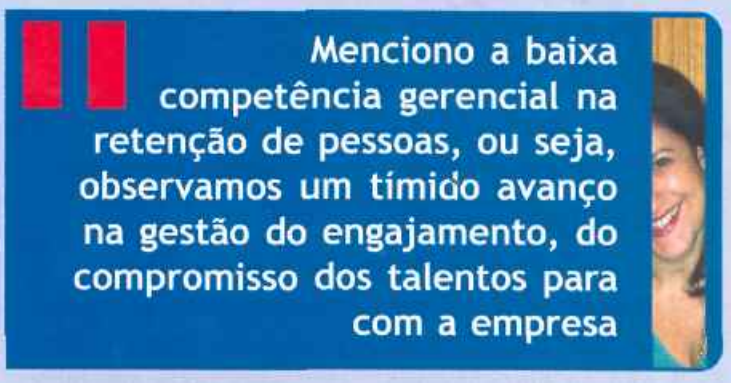 Menciono a baixa
competência gerencial na
retenção de pessoas, ou seja,
observamos um tímido avanço
na gestão do engajamento, do
compromisso dos talentos para
com a empresa